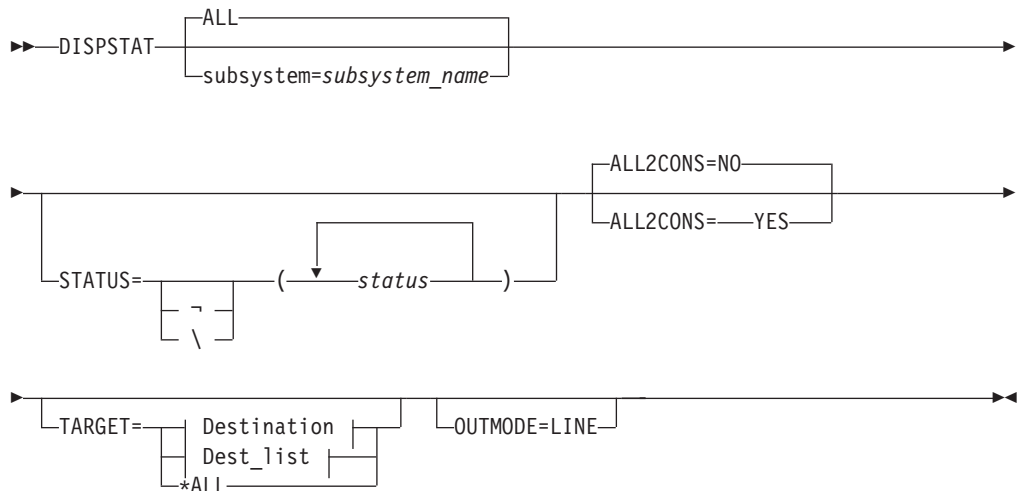 ALL
DISPSTAT
subsystem=subsystem_name
ALL2CONS=NO
ALL2CONS= YES
STATUS= ( status )
¬
\
TARGET= Destination OUTMODE=LINE
Dest_list
*ALL